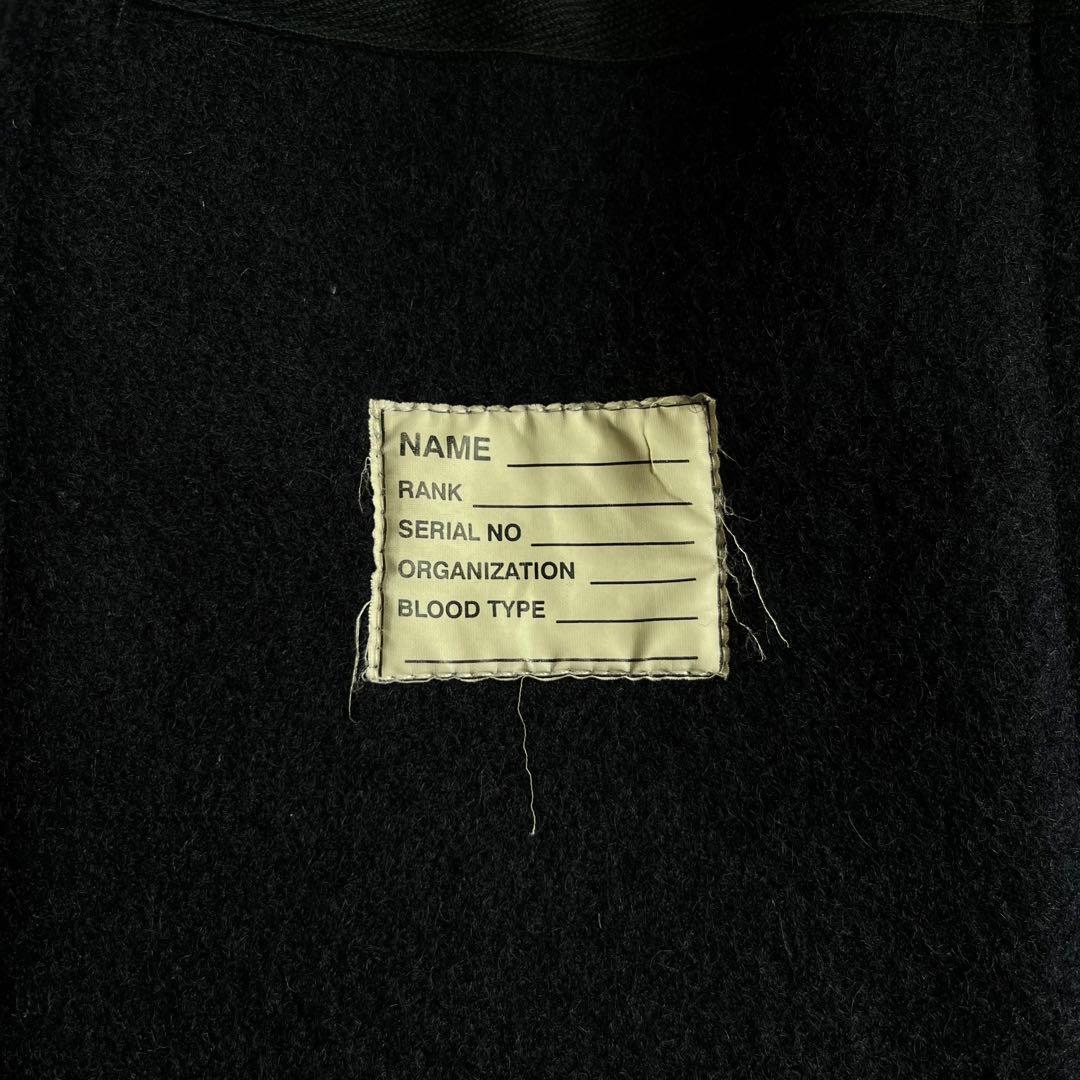 NAME
RANK
SERIAL NO
ORGANIZATION
BLOOD TYPE